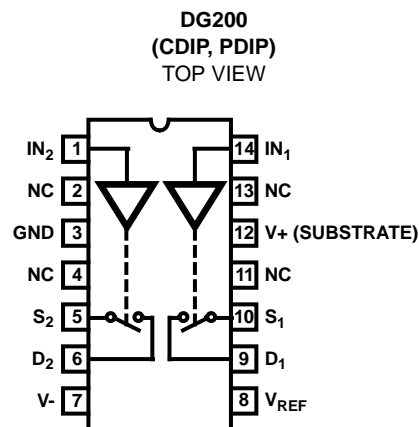 DG200
(CDIP, PDIP)
TOP VIEW
IN2 1 14 IN1
NC 2 13 NC
GND 3 12 V+ (SUBSTRATE)
NC 4 11 NC
S2 5 10 S1
D2 6 9 D1
V- 7 8 VREF